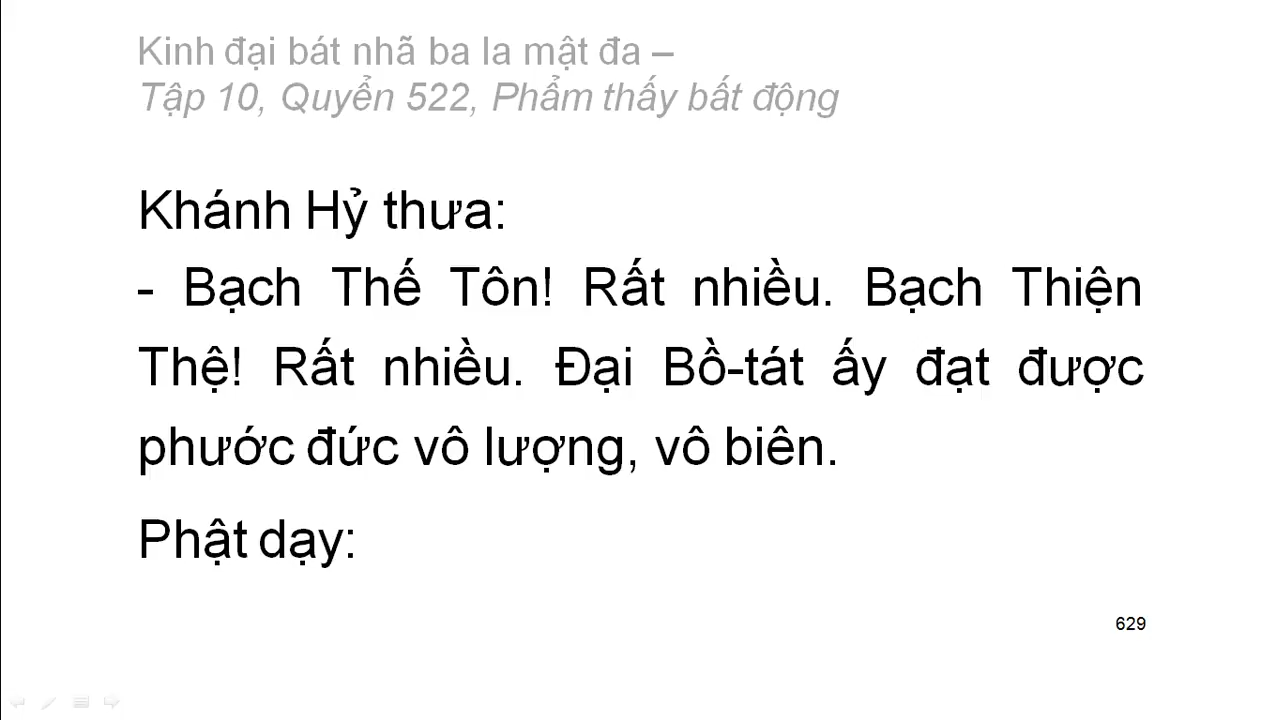 Kinh đại bát nhã ba la mật đa –
Tập 10, Quyển 522, Phẩm thấy bất động
Khánh Hỷ thưa:
- Bạch Thế Tôn! Rất nhiều. Bạch Thiện
Thệ! Rất nhiều. Đại Bồ-tát ấy đạt được
phước đức vô lượng, vô biên.
Phật dạy:
629